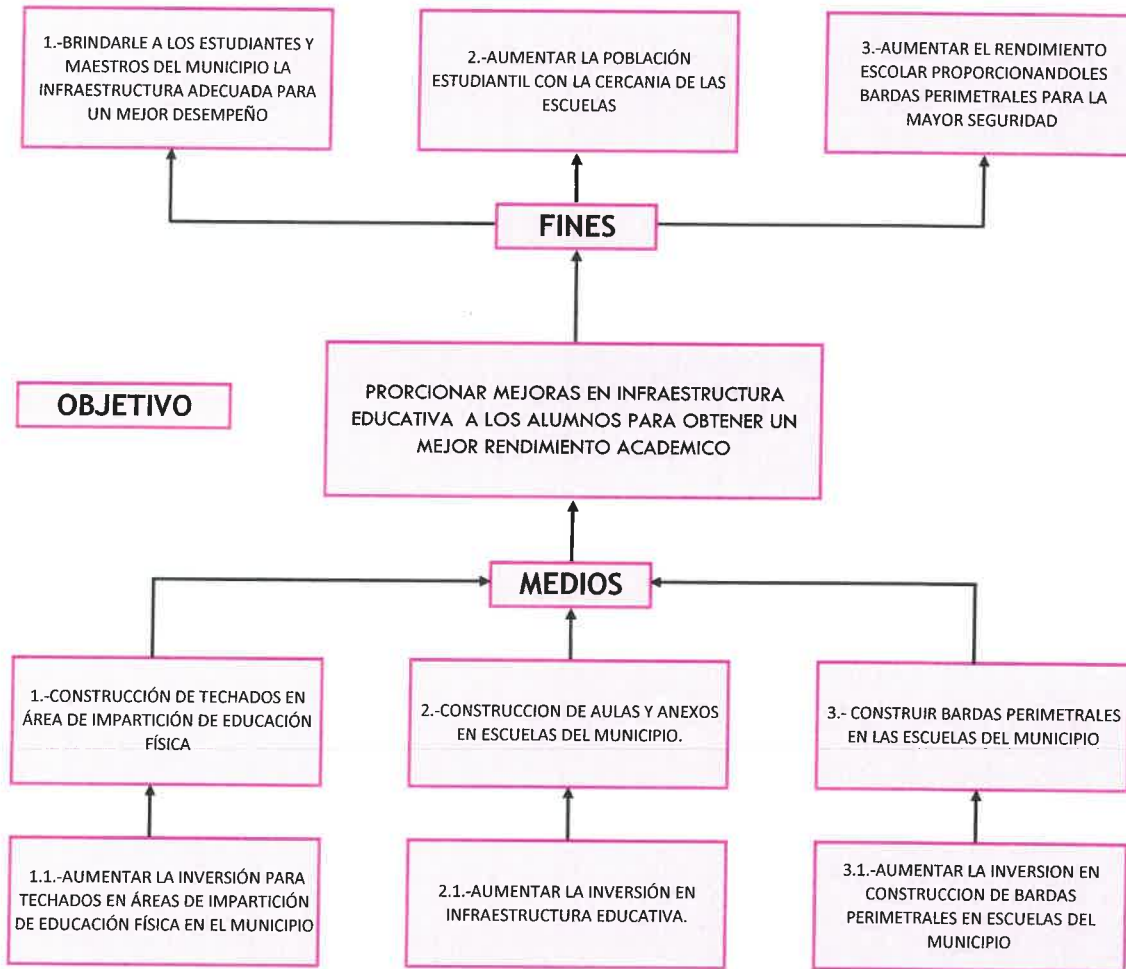 1.-BRINDARLE A LOS ESTUDIANTES Y
MAESTROS DEL MUNICIPIO LA
INFRAESTRUCTURA ADECUADA PARA
UN MEJOR DESEMPEÑO
2.-AUMENTAR LA POBLACIÓN
ESTUDIANTIL CON LA CERCANIA DE LAS
ESCUELAS
3.-AUMENTAR EL RENDIMIENTO
ESCOLAR PROPORCIONANDOLES
BARDAS PERIMETRALES PARA LA
MAYOR SEGURIDAD
FINES
OBJETIVO
PRORCIONAR MEJORAS EN INFRAESTRUCTURA
EDUCATIVA A LOS ALUMNOS PARA OBTENER UN
MEJOR RENDIMIENTO ACADEMICO
MEDIOS
1.-CONSTRUCCIÓN DE TECHADOS EN
ÁREA DE IMPARTICIÓN DE EDUCACIÓN
FÍSICA
2.-CONSTRUCCION DE AULAS Y ANEXOS
EN ESCUELAS DEL MUNICIPIO.
3.- CONSTRUIR BARDAS PERIMETRALES
EN LAS ESCUELAS DEL MUNICIPIO
1.1.-AUMENTAR LA INVERSIÓN PARA
TECHADOS EN ÁREAS DE IMPARTICIÓN
DE EDUCACIÓN FÍSICA EN EL MUNICIPIO
2.1.-AUMENTAR LA INVERSIÓN EN
INFRAESTRUCTURA EDUCATIVA.
3.1.-AUMENTAR LA INVERSION EN
CONSTRUCCION DE BARDAS
PERIMETRALES EN ESCUELAS DEL
MUNICIPIO